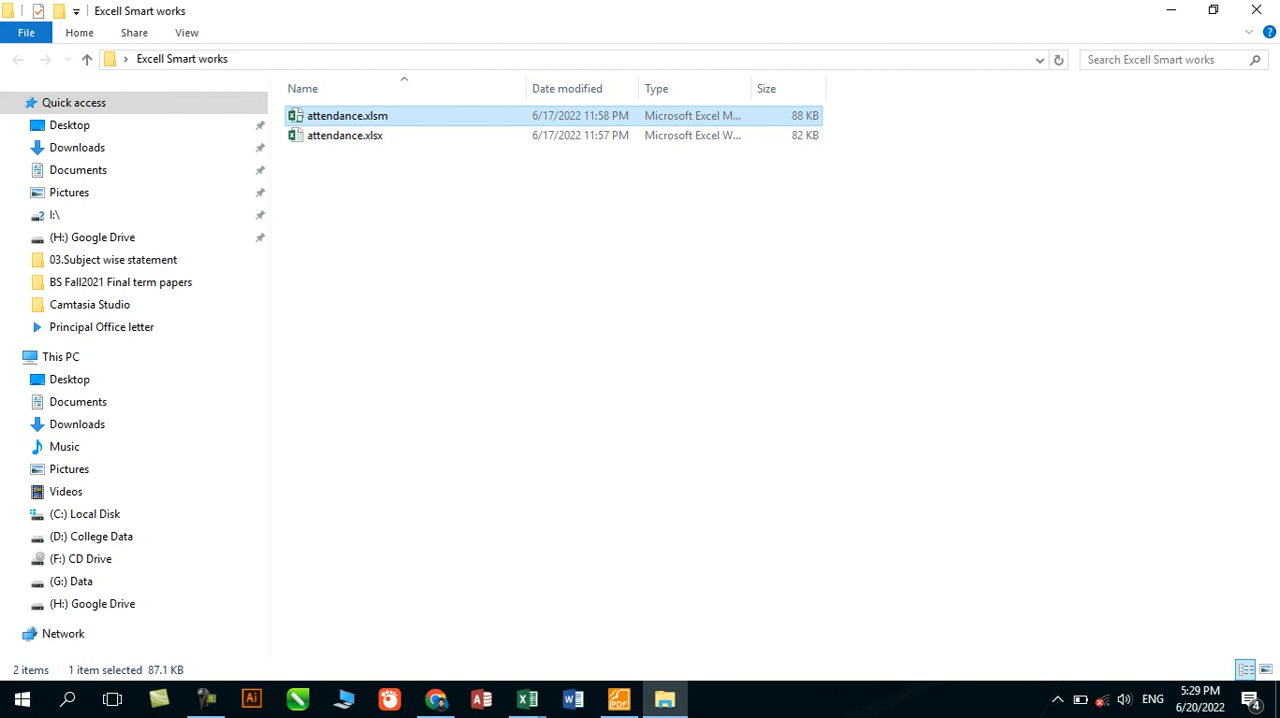 Excell Smart works
File Home Share View
Excell Smart works
Search Excell Smart works
Name Date modified Type Size
attendance.xlsm 6/17/2022 11:58 PM Microsoft Excel M... 88 KB
attendance.xlsx 6/17/2022 11:57 PM Microsoft Excel W... 82 KB
Quick access
Desktop
Downloads
Documents
Pictures
I:\
(H:) Google Drive
03.Subject wise statement
BS Fall2021 Final term papers
Camtasia Studio
Principal Office letter
This PC
Desktop
Documents
Downloads
Music
Pictures
Videos
(C:) Local Disk
(D:) College Data
(F:) CD Drive
(G:) Data
(H:) Google Drive
Network
2 items 1 item selected 87.1 KB
Ai
PDF
ENG
5:29 PM
6/20/2022
4